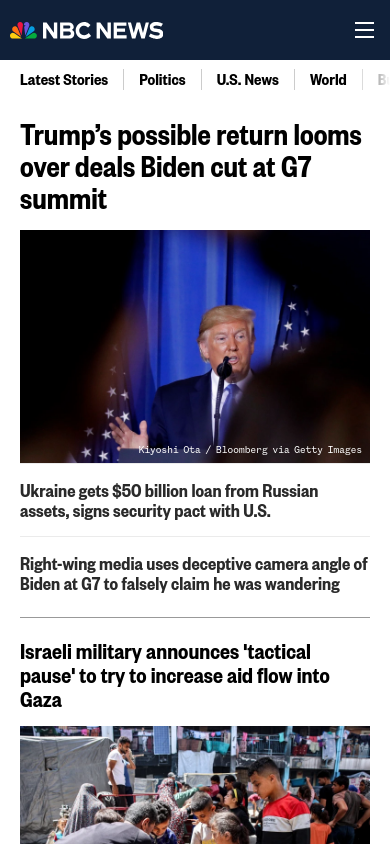 NBC NEWS
Latest Stories
Politics
U.S. News
World
Trump’s possible return looms
over deals Biden cut at G7
summit
Kiyoshi Ota / Bloomberg via Getty Images
Ukraine gets $50 billion loan from Russian
assets, signs security pact with U.S.
Right-wing media uses deceptive camera angle of
Biden at G7 to falsely claim he was wandering
Israeli military announces 'tactical
pause' to try to increase aid flow into
Gaza